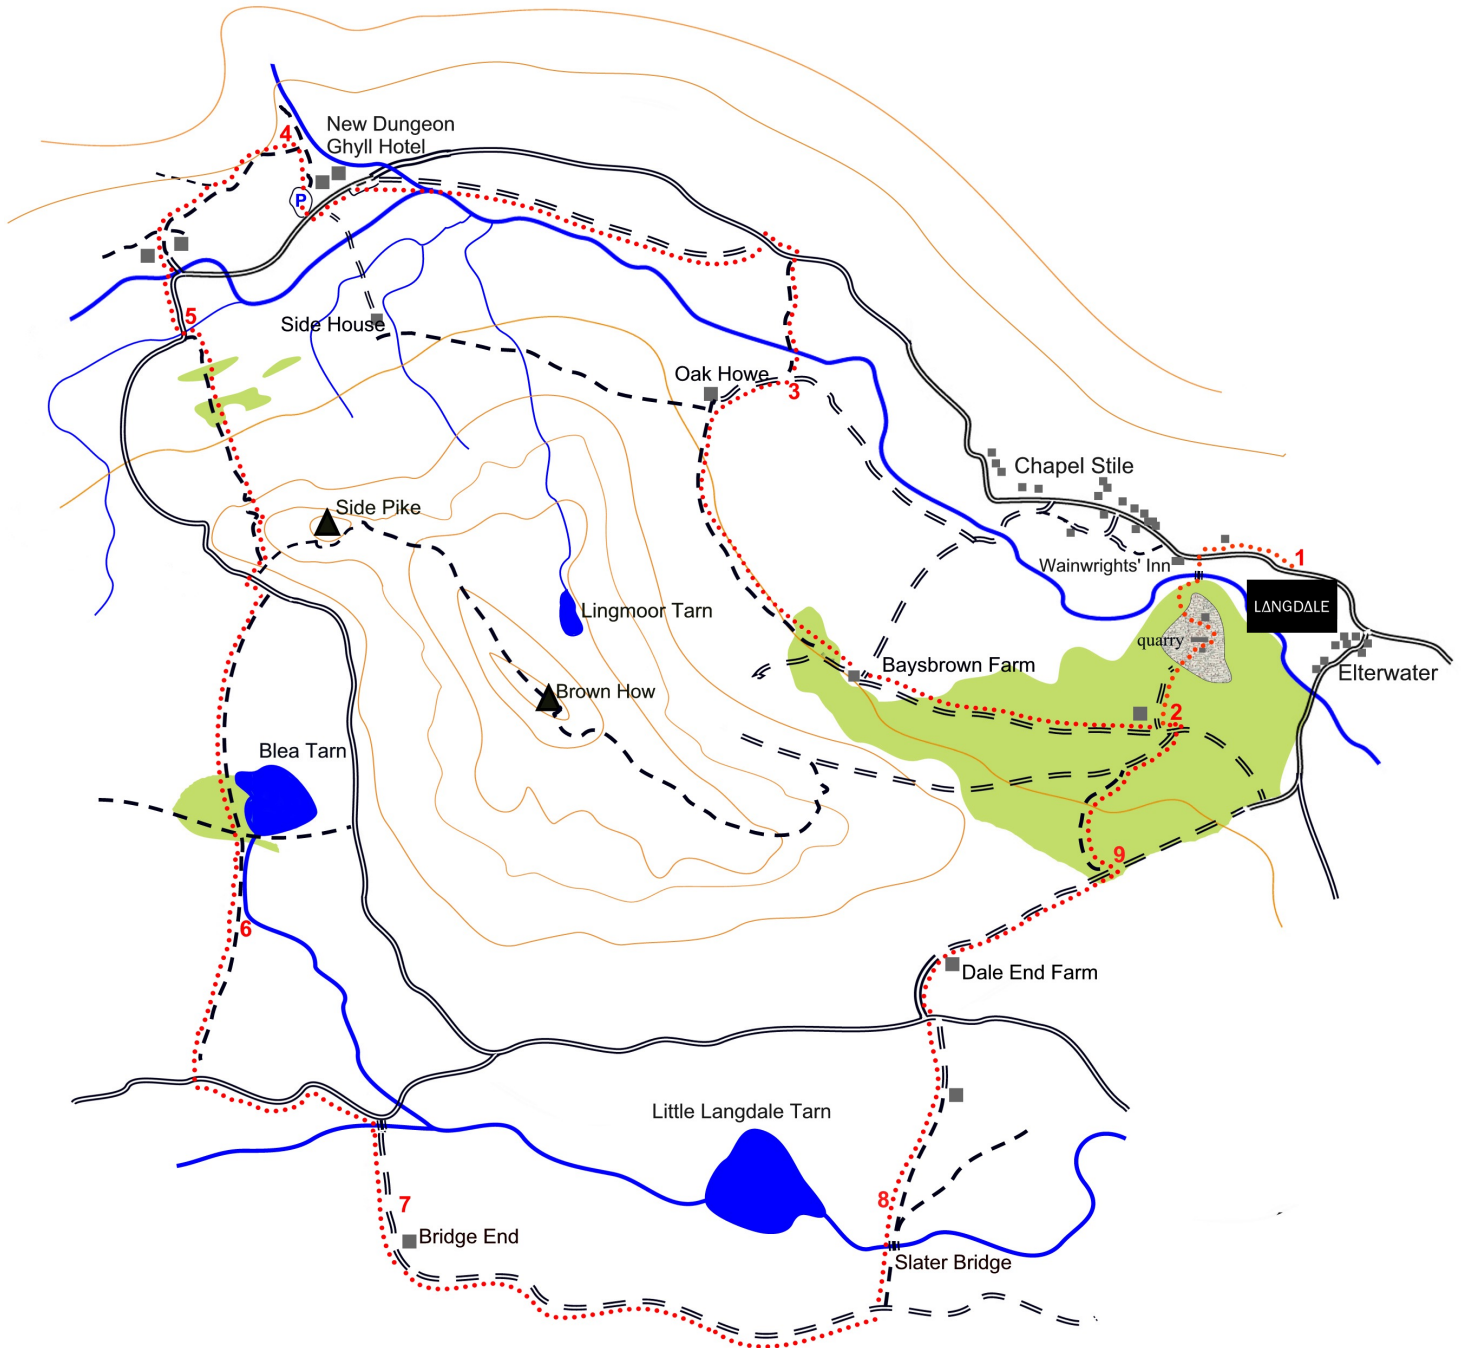 4
New Dungeon
Ghyll Hotel
P
5
Side House
Oak Howe
3
Chapel Stile
Side Pike
Wainwrights' Inn
1
LΔNGDΔLE
Lingmoor Tarn
quarry
Baysbrown Farm
Elterwater
Brown How
2
Blea Tarn
9
6
Dale End Farm
Little Langdale Tarn
7
8
Bridge End
Slater Bridge